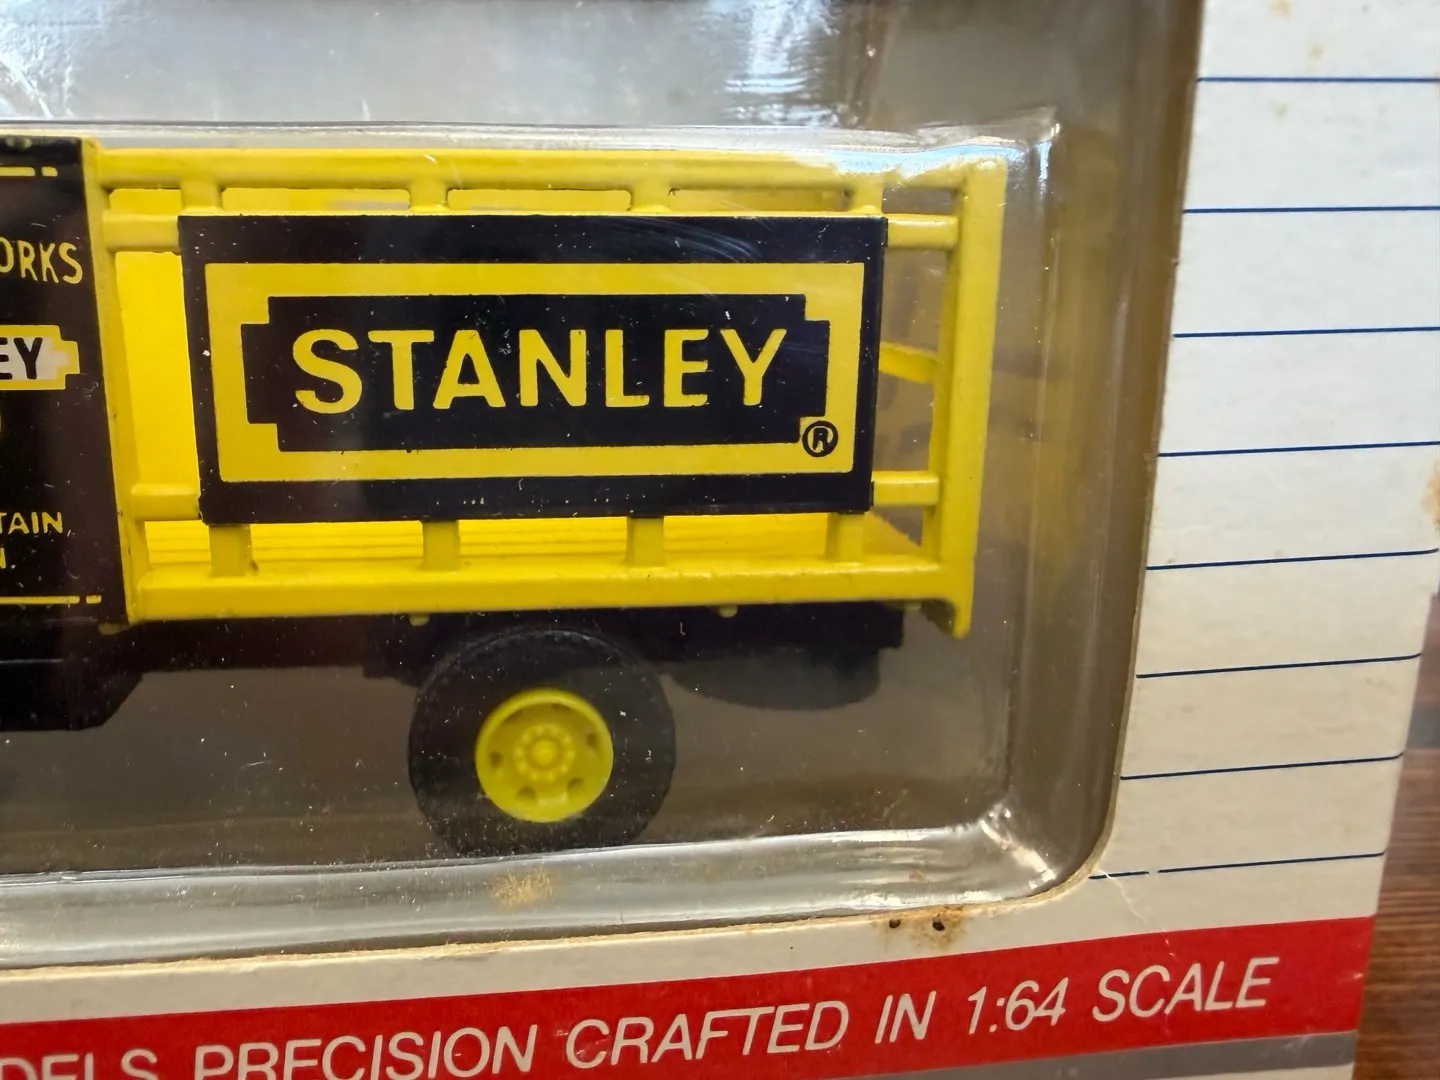 ORKS
EY
TAIN,
N.
STANLEY
®
DELS PRECISION CRAFTED IN 1:64 SCALE